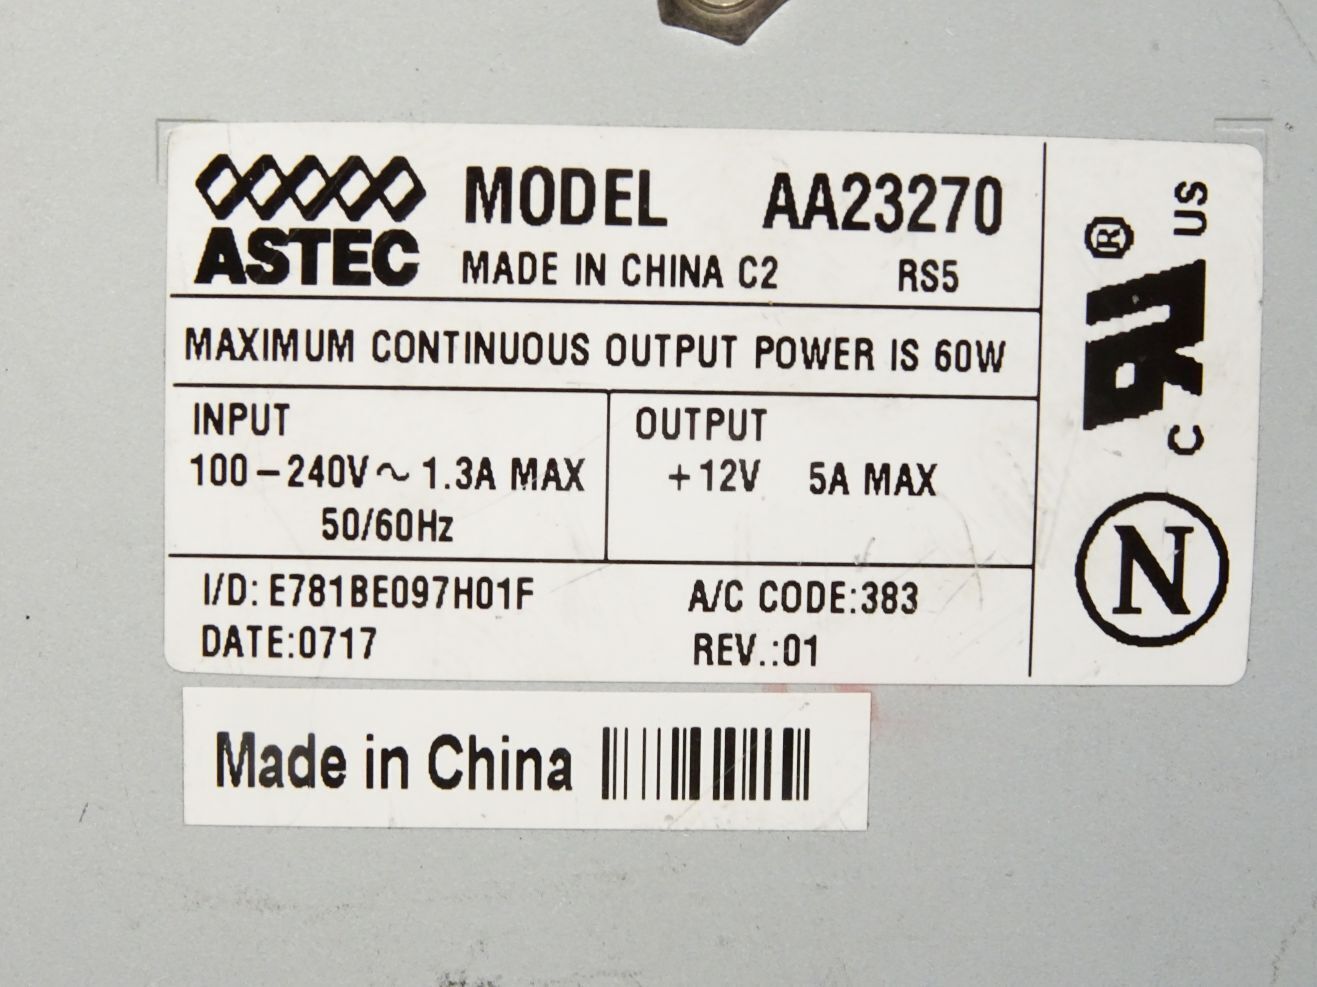 ASTEC MODEL AA23270
MADE IN CHINA C2 RS5
MAXIMUM CONTINUOUS OUTPUT POWER IS 60W
INPUT
100-240V~ 1.3A MAX
50/60Hz
OUTPUT
+12V 5A MAX
I/D: E781BE097H01F A/C CODE:383
DATE:0717 REV.:01
C RU ® US
N
Made in China